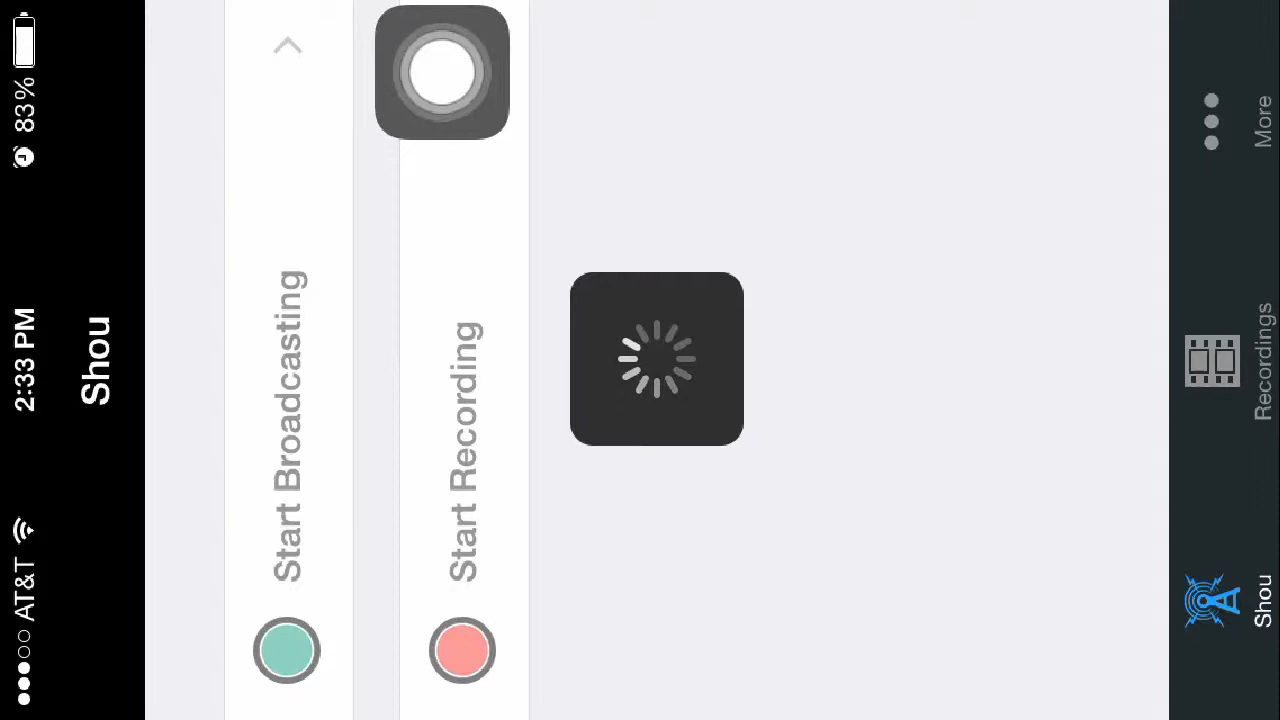 AT&T 2:33 PM 83%
Shou
Start Broadcasting
Start Recording
Shou Recordings More